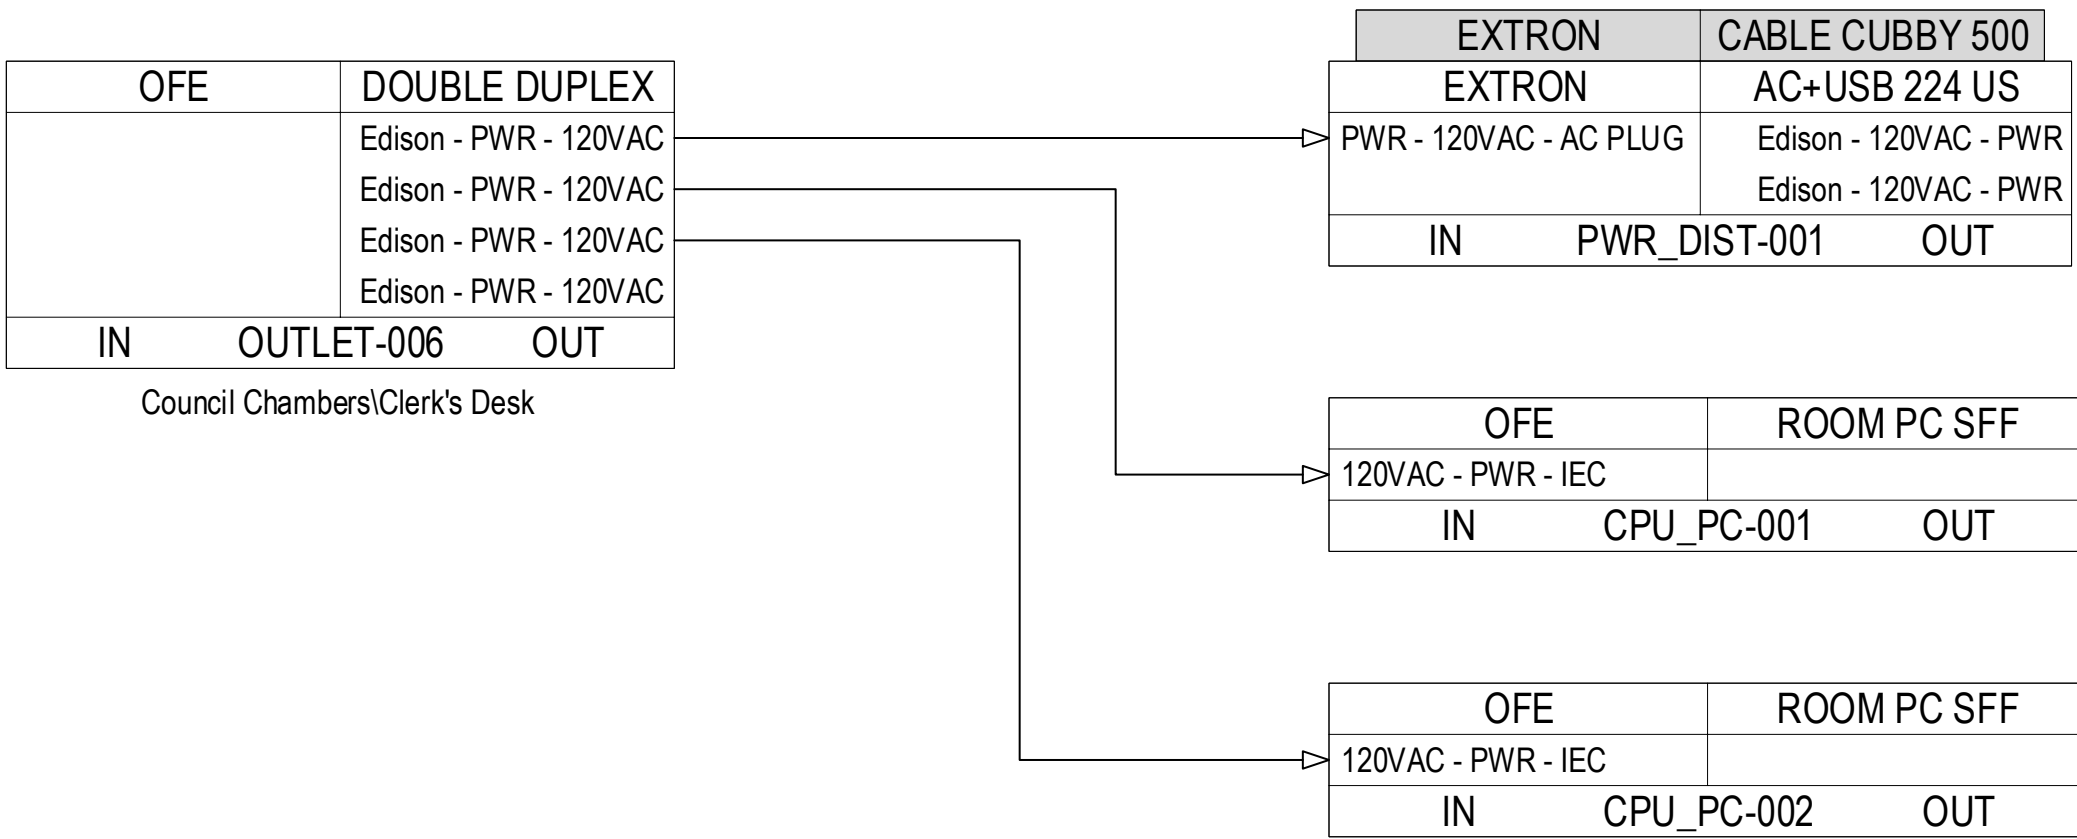 OFE DOUBLE DUPLEX
Edison - PWR - 120VAC
Edison - PWR - 120VAC
Edison - PWR - 120VAC
Edison - PWR - 120VAC
IN OUTLET-006 OUT
Council Chambers\Clerk's Desk
EXTRON CABLE CUBBY 500
EXTRON AC+USB 224 US
PWR - 120VAC - AC PLUG Edison - 120VAC - PWR
Edison - 120VAC - PWR
IN PWR_DIST-001 OUT
OFE ROOM PC SFF
120VAC - PWR - IEC
IN CPU_PC-001 OUT
OFE ROOM PC SFF
120VAC - PWR - IEC
IN CPU_PC-002 OUT